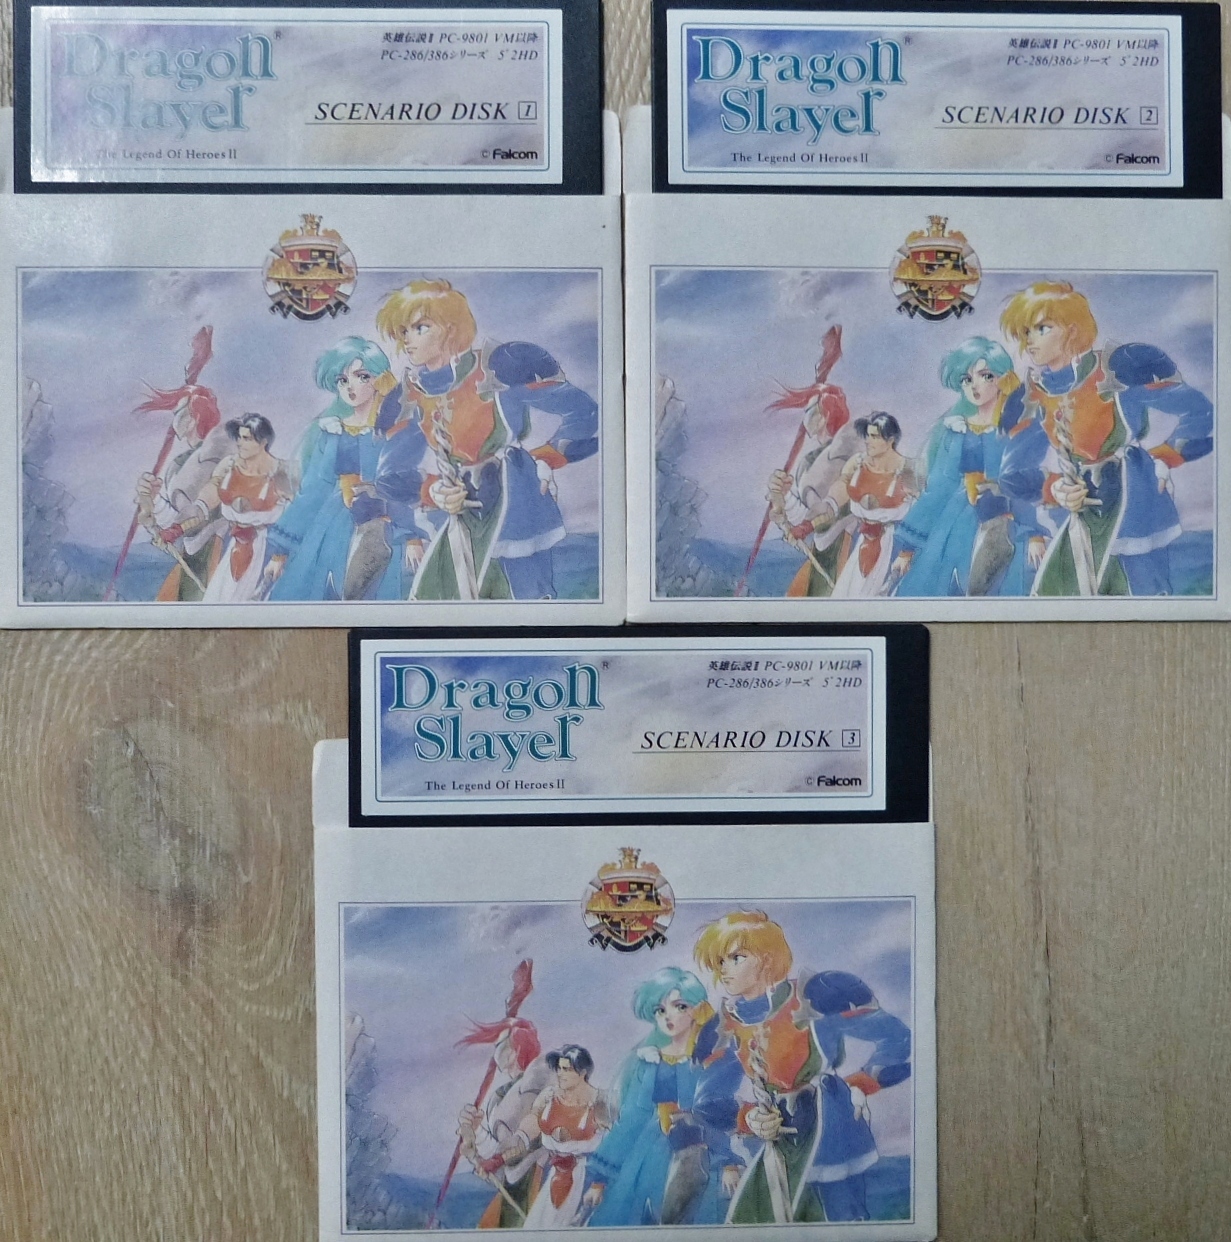 Dragon®
Slayer
The Legend Of Heroes II
英雄伝説Ⅱ PC-9801 VM以降
PC-286/386シリーズ 5"2HD
SCENARIO DISK 1
© Falcom
Dragon®
Slayer
The Legend Of Heroes II
英雄伝説Ⅱ PC-9801 VM以降
PC-286/386シリーズ 5"2HD
SCENARIO DISK 2
© Falcom
Dragon®
Slayer
The Legend Of Heroes II
英雄伝説Ⅱ PC-9801 VM以降
PC-286/386シリーズ 5"2HD
SCENARIO DISK 3
© Falcom